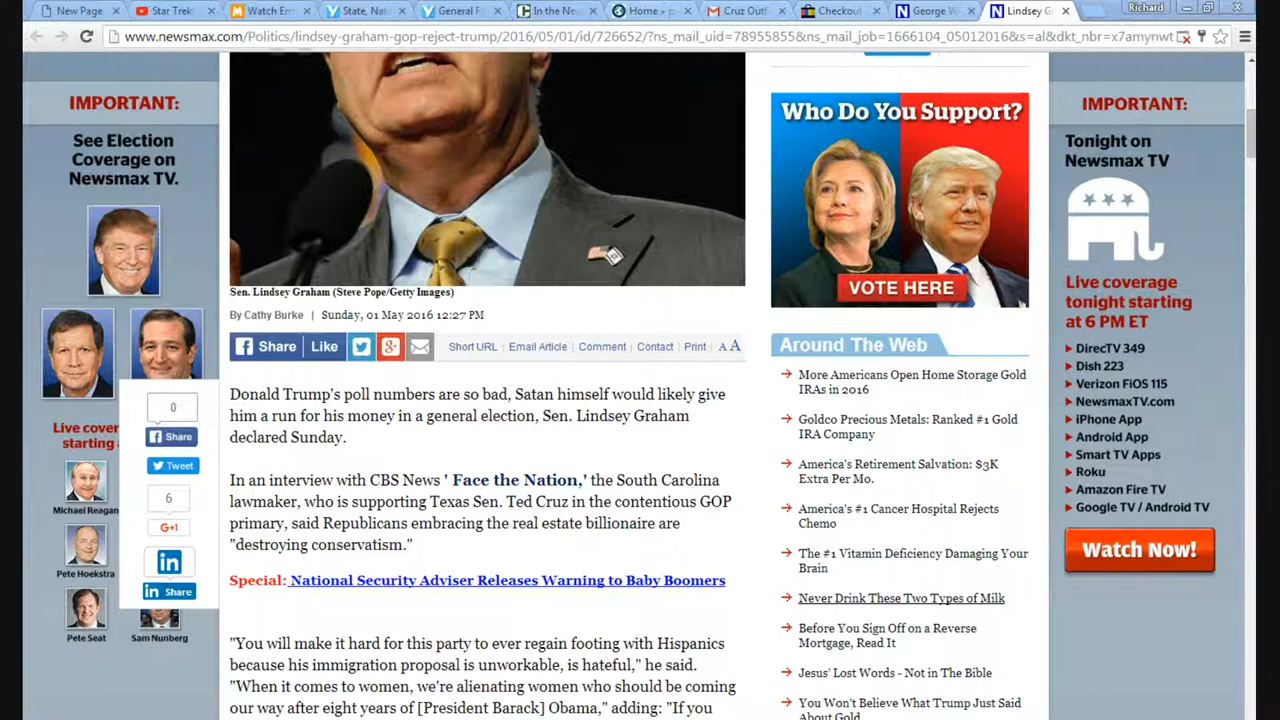 New Page
Star Trek:
Watch Em
State, Nat
General F
In the Ne
Home » p
Cruz Outl
Checkout
George W
Lindsey G
Richard
www.newsmax.com/Politics/lindsey-graham-gop-reject-trump/2016/05/01/id/726652/?ns_mail_uid=78955855&ns_mail_job=1666104_05012016&s=al&dkt_nbr=x7amynwt
IMPORTANT:
See Election
Coverage on
Newsmax TV.
Live cover
starting a
Michael Reagan
Pete Hoekstra
Pete Seat
Sam Nunberg
0
Share
Tweet
6
G+1
in
in Share
Sen. Lindsey Graham (Steve Pope/Getty Images)
By Cathy Burke | Sunday, 01 May 2016 12:27 PM
Share Like
Short URL | Email Article | Comment | Contact | Print | A A
Donald Trump's poll numbers are so bad, Satan himself would likely give
him a run for his money in a general election, Sen. Lindsey Graham
declared Sunday.
In an interview with CBS News ' Face the Nation,' the South Carolina
lawmaker, who is supporting Texas Sen. Ted Cruz in the contentious GOP
primary, said Republicans embracing the real estate billionaire are
"destroying conservatism."
Special: National Security Adviser Releases Warning to Baby Boomers
"You will make it hard for this party to ever regain footing with Hispanics
because his immigration proposal is unworkable, is hateful," he said.
"When it comes to women, we're alienating women who should be coming
our way after eight years of [President Barack] Obama," adding: "If you
Who Do You Support?
VOTE HERE
Around The Web
More Americans Open Home Storage Gold
IRAs in 2016
Goldco Precious Metals: Ranked #1 Gold
IRA Company
America's Retirement Salvation: $3K
Extra Per Mo.
America's #1 Cancer Hospital Rejects
Chemo
The #1 Vitamin Deficiency Damaging Your
Brain
Never Drink These Two Types of Milk
Before You Sign Off on a Reverse
Mortgage, Read It
Jesus' Lost Words - Not in The Bible
You Won't Believe What Trump Just Said
About Gold
IMPORTANT:
Tonight on
Newsmax TV
Live coverage
tonight starting
at 6 PM ET
DirecTV 349
Dish 223
Verizon FiOS 115
NewsmaxTV.com
iPhone App
Android App
Smart TV Apps
Roku
Amazon Fire TV
Google TV / Android TV
Watch Now!